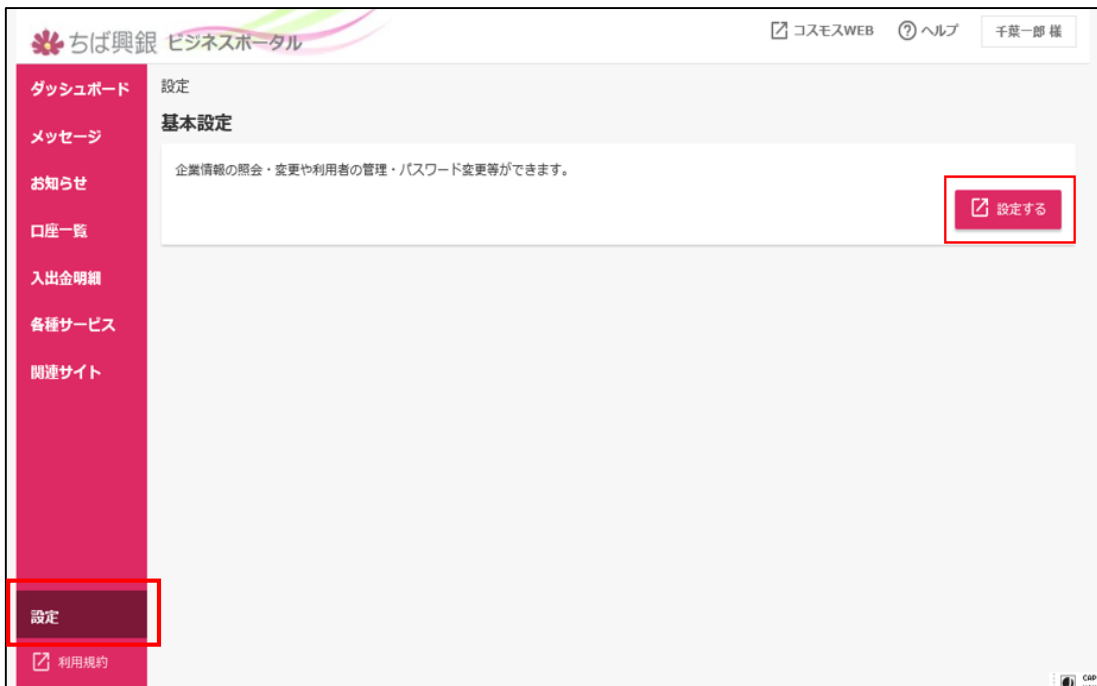 ちば興銀 ビジネスポータル
コスモスWEB
ヘルプ
千葉一郎 様
ダッシュボード
メッセージ
お知らせ
口座一覧
入出金明細
各種サービス
関連サイト
設定
利用規約
設定
基本設定
企業情報の照会・変更や利用者の管理・パスワード変更等ができます。
設定する
CAP